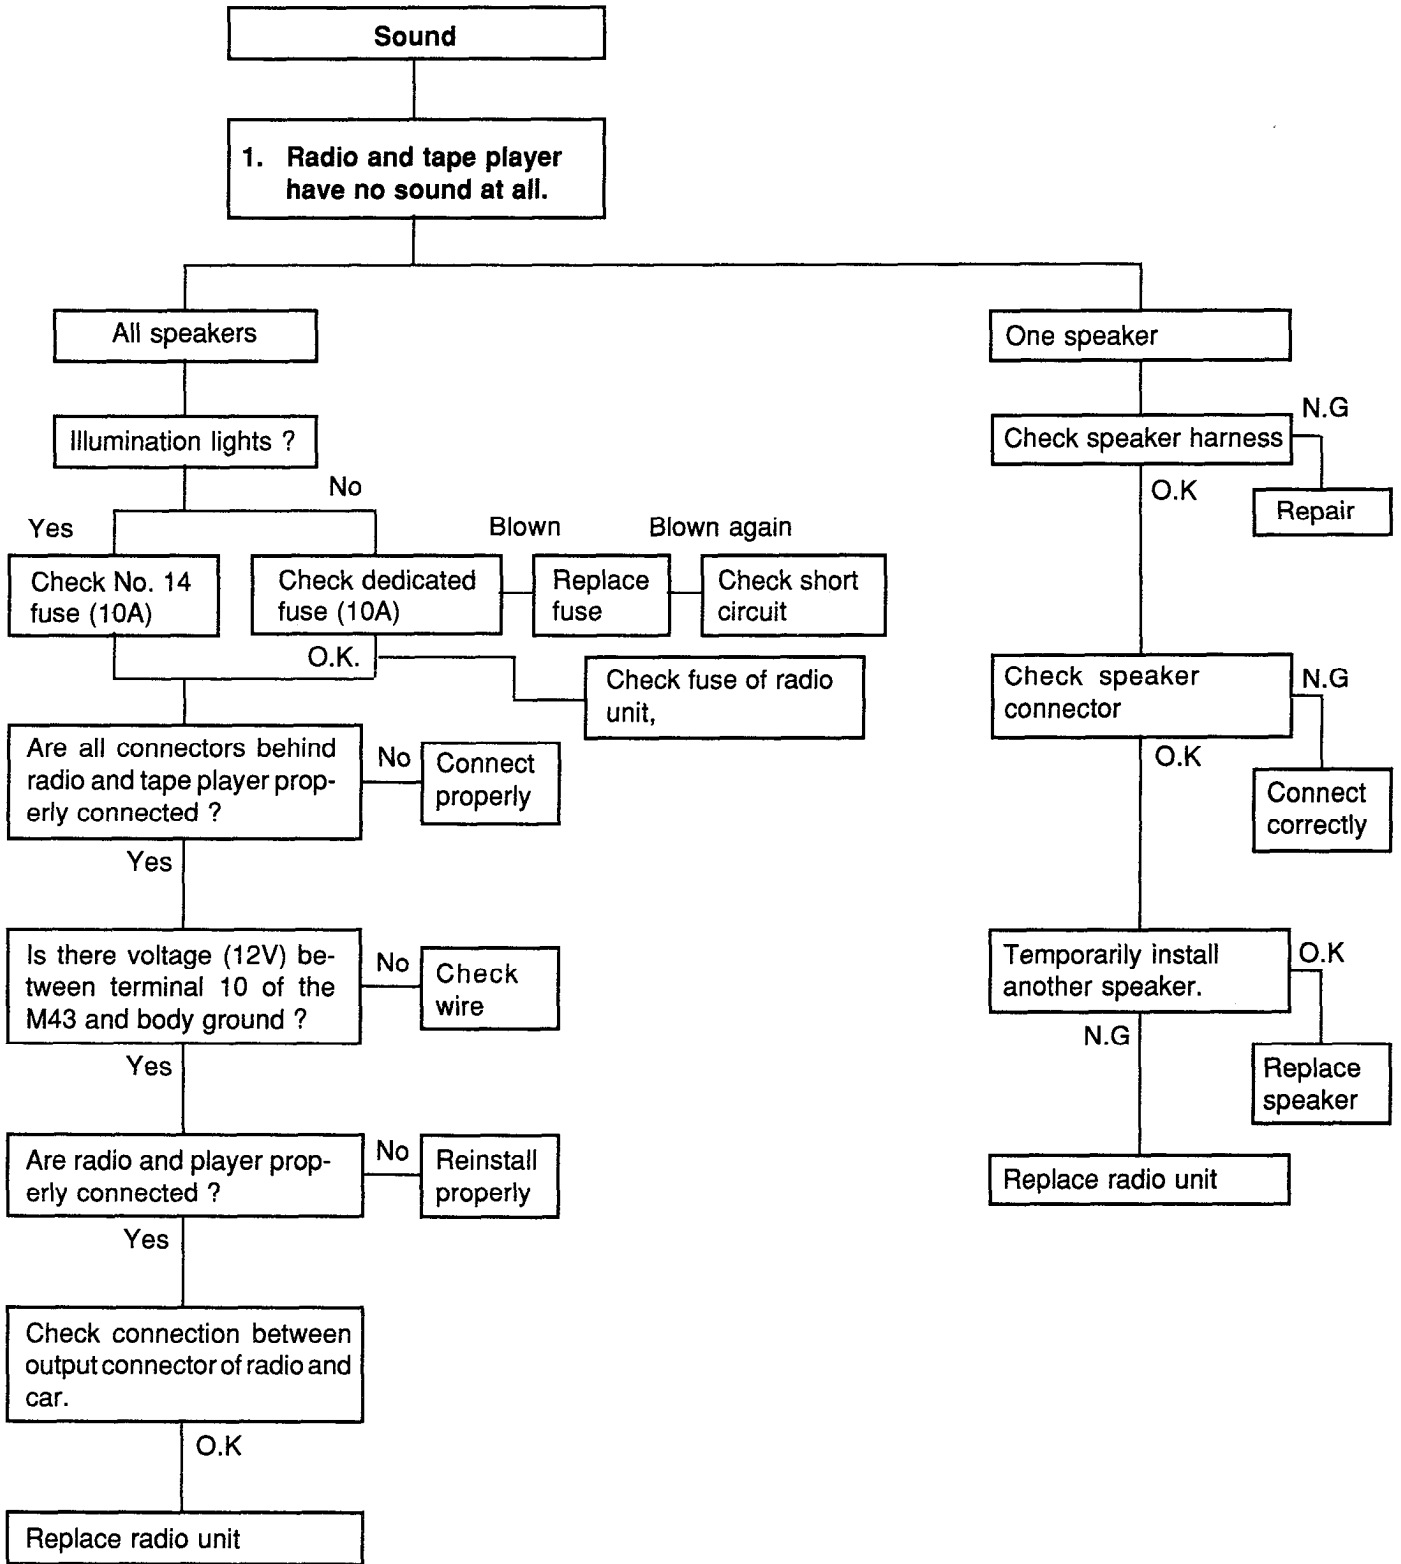 Sound
1. Radio and tape player
have no sound at all.
All speakers
One speaker
Illumination lights ?
Check speaker harness
N.G
O.K
Repair
No
Yes
Blown
Blown again
Check No. 14
fuse (10A)
Check dedicated
fuse (10A)
Replace
fuse
Check short
circuit
O.K.
Check fuse of radio
unit,
Check speaker
connector
N.G
O.K
Connect
correctly
Are all connectors behind
radio and tape player prop-
erly connected ?
No
Connect
properly
Yes
Is there voltage (12V) be-
tween terminal 10 of the
M43 and body ground ?
No
Check
wire
Yes
Temporarily install
another speaker.
O.K
N.G
Replace
speaker
Are radio and player prop-
erly connected ?
No
Reinstall
properly
Yes
Replace radio unit
Check connection between
output connector of radio and
car.
O.K
Replace radio unit